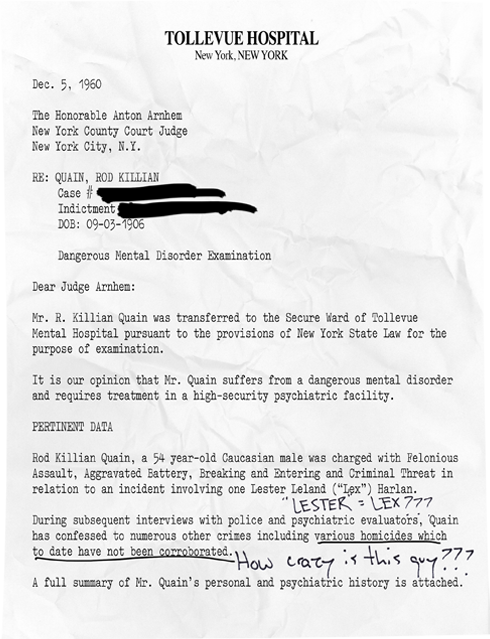 TOLLEVUE HOSPITAL
New York, NEW YORK
Dec. 5, 1960
The Honorable Anton Arnhem
New York County Court Judge
New York City, N.Y.
RE: QUAIN, ROD KILLIAN
Case #
Indictment
DOB: 09-03-1906
Dangerous Mental Disorder Examination
Dear Judge Arnhem:
Mr. R. Killian Quain was transferred to the Secure Ward of Tollevue
Mental Hospital pursuant to the provisions of New York State Law for the
purpose of examination.
It is our opinion that Mr. Quain suffers from a dangerous mental disorder
and requires treatment in a high-security psychiatric facility.
PERTINENT DATA
Rod Killian Quain, a 54 year-old Caucasian male was charged with Felonious
Assault, Aggravated Battery, Breaking and Entering and Criminal Threat in
relation to an incident involving one Lester Leland ("Lex") Harlan.
"LESTER" = LEX???
During subsequent interviews with police and psychiatric evaluators, Quain
has confessed to numerous other crimes including various homicides which
to date have not been corroborated.
How crazy is this guy???
A full summary of Mr. Quain's personal and psychiatric history is attached.